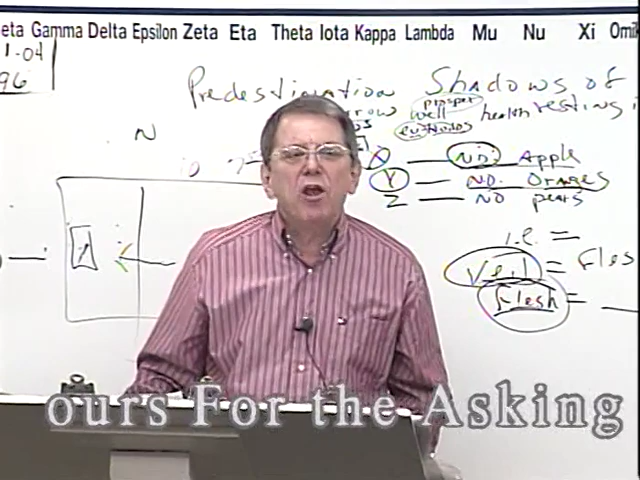 eta Gamma Delta Epsilon Zeta Eta Theta Iota Kappa Lambda Mu Nu Xi Omi
1-04
96
Predestination Shadows of
prosper
well health resting
N
X — NO: Apple
Y — NO. Oranges
Z — NO pears
i.e. =
Veil = Fles
Flesh =
ours For the Asking